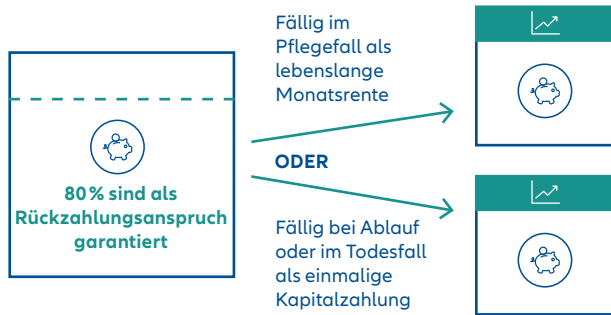 80 % sind als
Rückzahlungsanspruch
garantiert
Fällig im
Pflegefall als
lebenslange
Monatsrente
ODER
Fällig bei Ablauf
oder im Todesfall
als einmalige
Kapitalzahlung